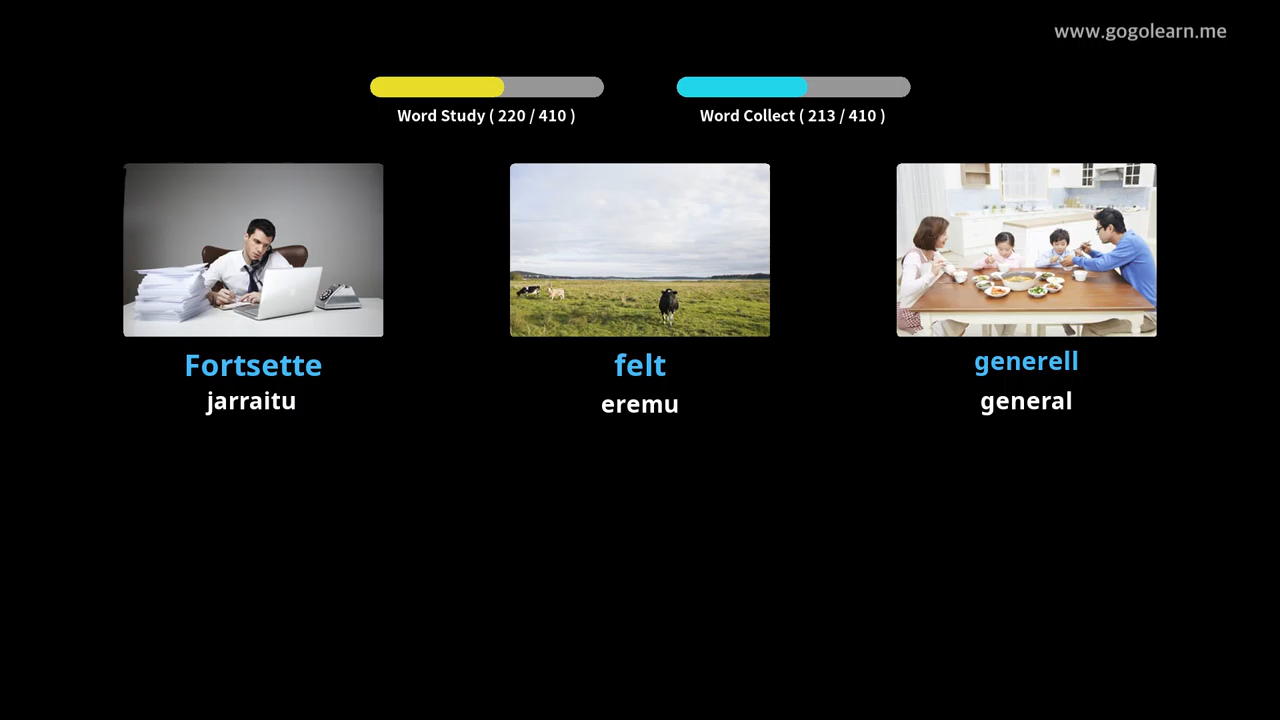 www.gogolearn.me
Word Study ( 220 / 410 )
Word Collect ( 213 / 410 )
Fortsette
jarraitu
felt
eremu
generell
general